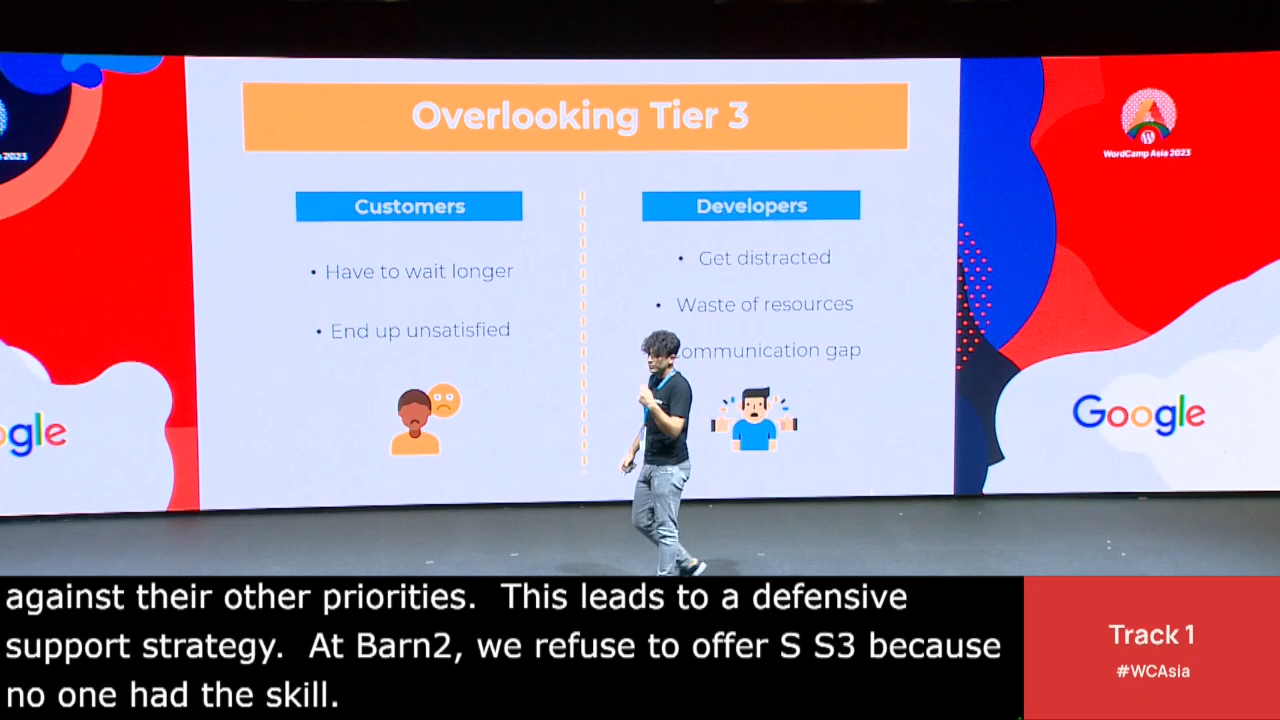 Overlooking Tier 3
Customers
• Have to wait longer
• End up unsatisfied
Developers
• Get distracted
• Waste of resources
ommunication gap
2023
ogle
WordCamp Asia 2023
Google
against their other priorities.  This leads to a defensive
support strategy.  At Barn2, we refuse to offer S S3 because
no one had the skill.
Track 1
#WCAsia